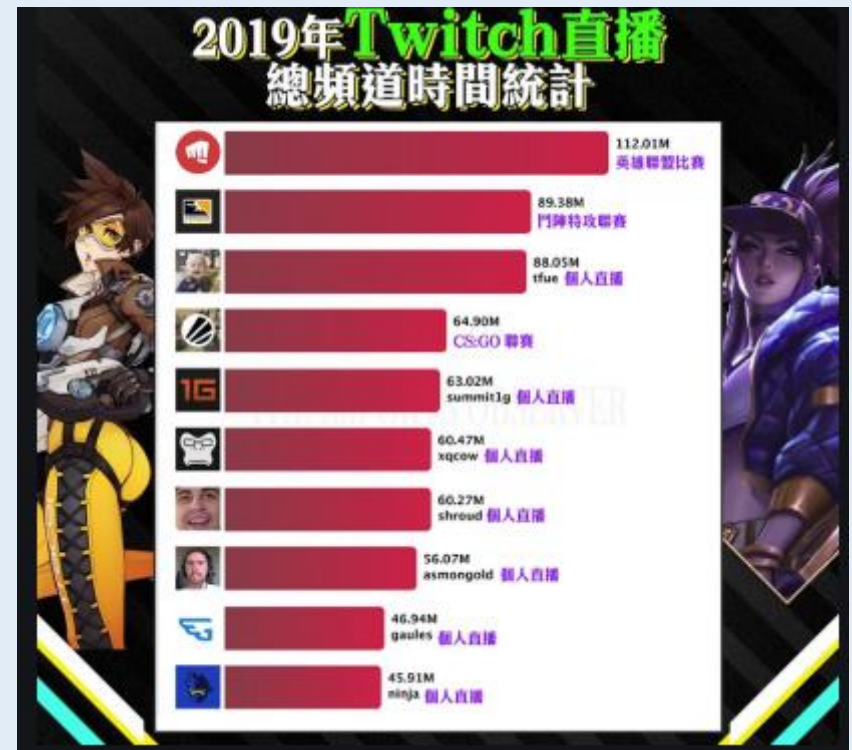 2019年Twitch直播
總頻道時間統計
112.01M
英雄聯盟比賽
89.38M
鬥陣特攻聯賽
88.05M
tfue 個人直播
64.90M
CS:GO 聯賽
1G
63.02M
summit1g 個人直播
60.47M
xqcow 個人直播
60.27M
shroud 個人直播
56.07M
asmongold 個人直播
46.94M
gaules 個人直播
45.91M
ninja 個人直播